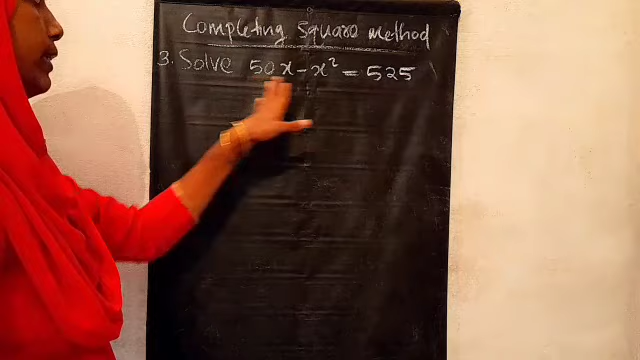 Completing Square method
3. Solve 50x - x² = 525